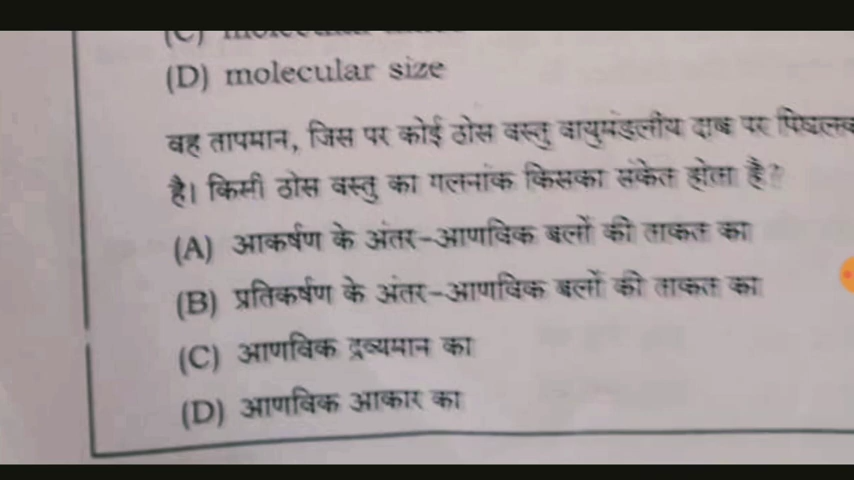 (C)
(D) molecular size
वह तापमान, जिस पर कोई ठोस वस्तु वायुमंडलीय दाब पर
है। किसी ठोस वस्तु का गलनांक किसका संकेत होता है?
(A) आकर्षण के अंतर-आणविक बलों की ताकत का
(B) प्रतिकर्षण के अंतर-आणविक बलों की ताकत का
(C) आणविक द्रव्यमान का
(D) आणविक आकार का